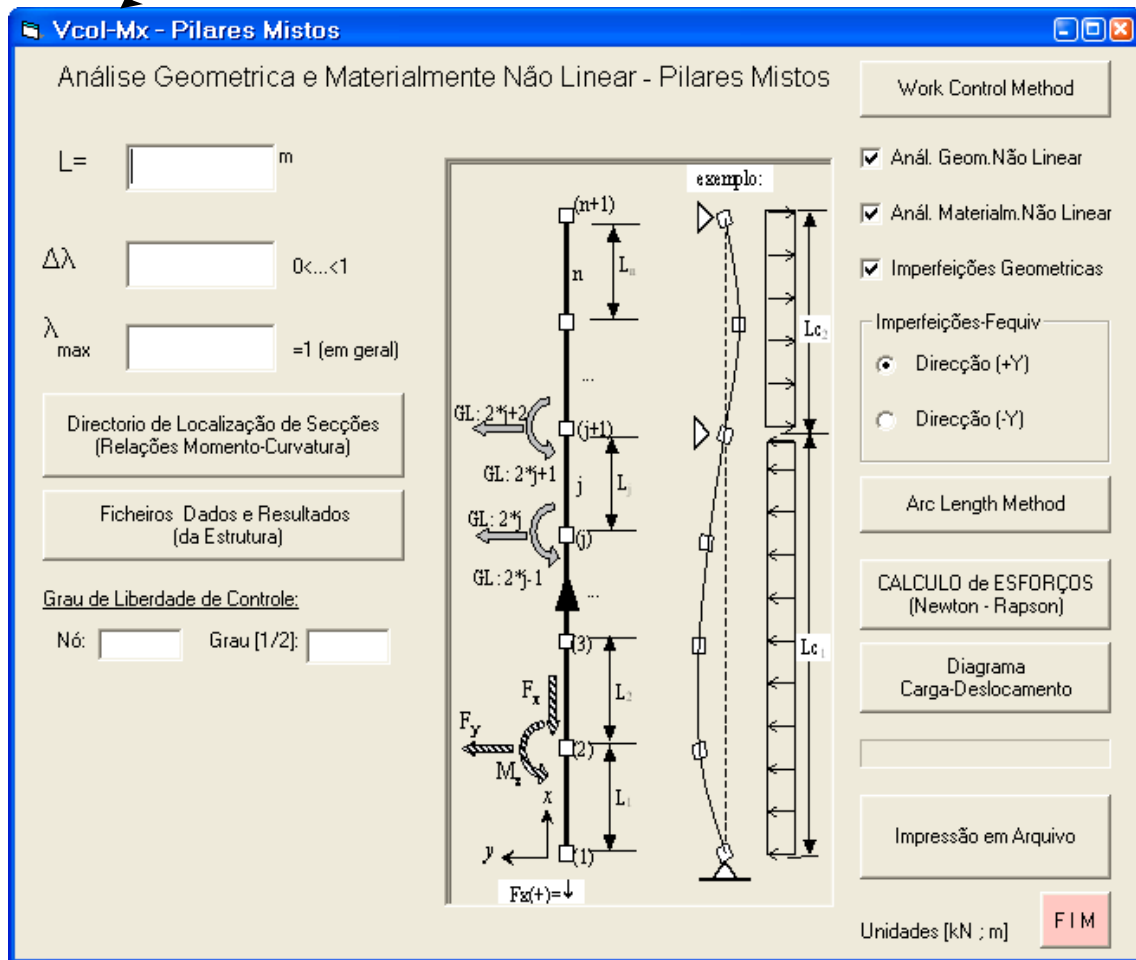 Vcol-Mx - Pilares Mistos
Análise Geometrica e Materialmente Não Linear - Pilares Mistos
L=
m
Δλ
0<...<1
λ
max
=1 (em geral)
Directorio de Localização de Secções
(Relações Momento-Curvatura)
Ficheiros Dados e Resultados
(da Estrutura)
Grau de Liberdade de Controle:
Nó:
Grau [1/2]:
exemplo:
(n+1)
n
Ln
...
GL: 2*j+2
(j+1)
GL: 2*j+1
j
Lj
GL: 2*j
(j)
GL: 2*j-1
...
(3)
L2
Fx
Fy
(2)
Mz
L1
x
y
(1)
Fx(+)=↓
Lc2
Lc1
Work Control Method
Anál. Geom.Não Linear
Anál. Materialm.Não Linear
Imperfeições Geometricas
Imperfeições-Fequiv
Direcção (+Y)
Direcção (-Y)
Arc Length Method
CALCULO de ESFORÇOS
(Newton - Rapson)
Diagrama
Carga-Deslocamento
Impressão em Arquivo
Unidades [kN ; m]
F I M